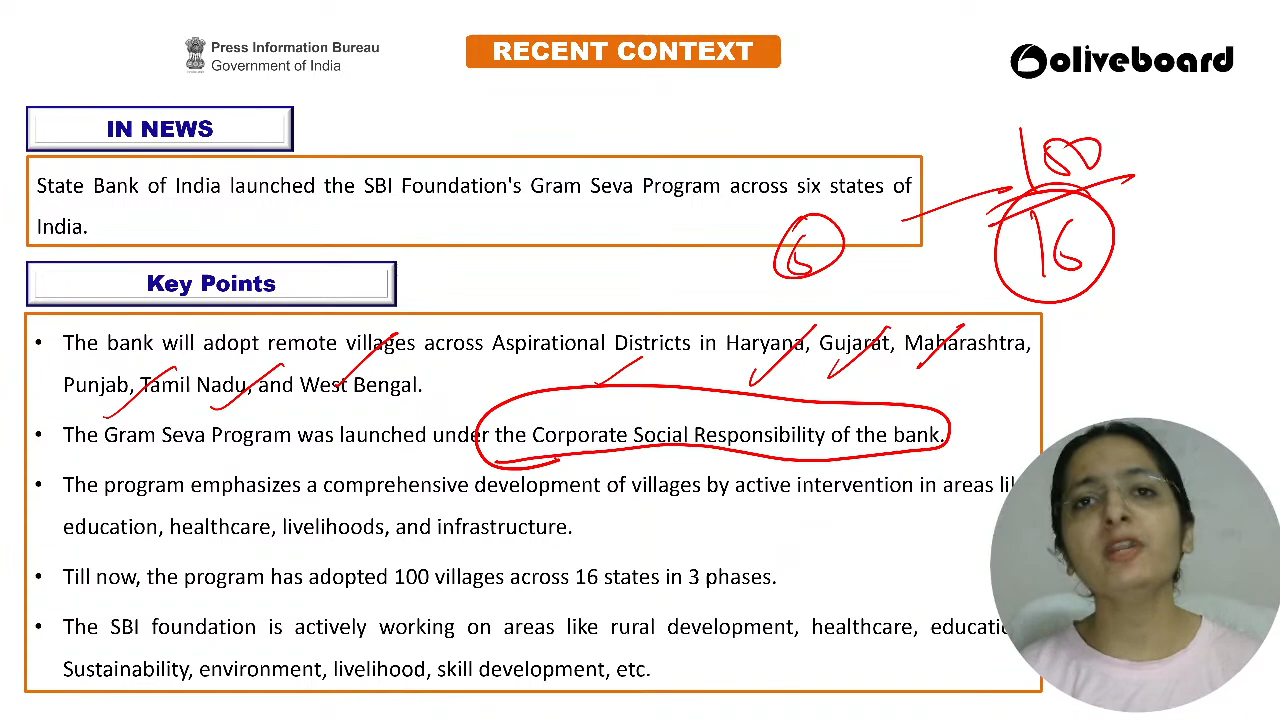 Press Information Bureau
Government of India
RECENT CONTEXT
oliveboard
IN NEWS
State Bank of India launched the SBI Foundation's Gram Seva Program across six states of
India.
6
100
16
Key Points
• The bank will adopt remote villages across Aspirational Districts in Haryana, Gujarat, Maharashtra,
Punjab, Tamil Nadu, and West Bengal.
• The Gram Seva Program was launched under the Corporate Social Responsibility of the bank.
• The program emphasizes a comprehensive development of villages by active intervention in areas
education, healthcare, livelihoods, and infrastructure.
• Till now, the program has adopted 100 villages across 16 states in 3 phases.
• The SBI foundation is actively working on areas like rural development, healthcare,
Sustainability, environment, livelihood, skill development, etc.